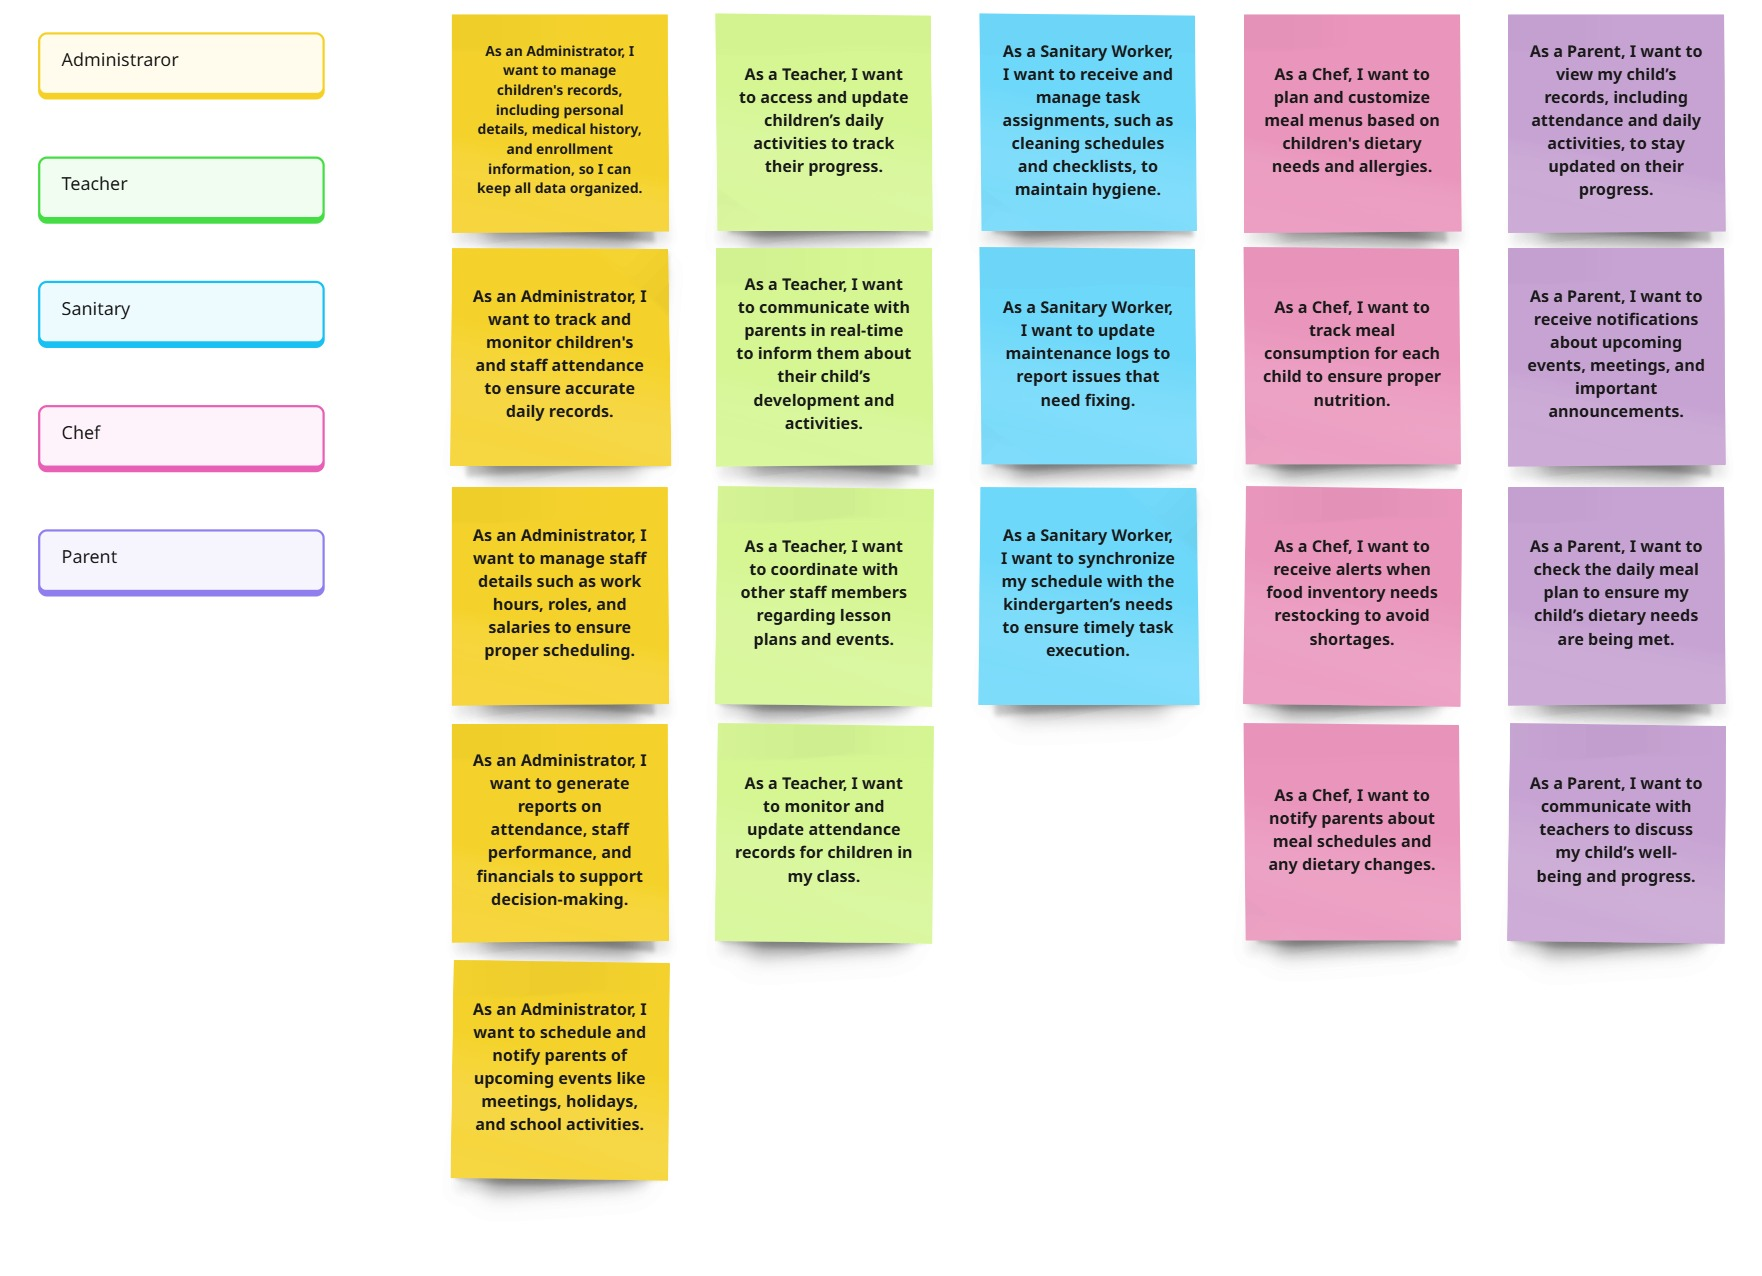 Administraror
Teacher
Sanitary
Chef
Parent
As an Administrator, I
want to manage
children's records,
including personal
details, medical history,
and enrollment
information, so I can
keep all data organized.
As a Teacher, I want
to access and update
children’s daily
activities to track
their progress.
As a Sanitary Worker,
I want to receive and
manage task
assignments, such as
cleaning schedules
and checklists, to
maintain hygiene.
As a Chef, I want to
plan and customize
meal menus based on
children's dietary
needs and allergies.
As a Parent, I want to
view my child’s
records, including
attendance and daily
activities, to stay
updated on their
progress.
As an Administrator, I
want to track and
monitor children's
and staff attendance
to ensure accurate
daily records.
As a Teacher, I want
to communicate with
parents in real-time
to inform them about
their child’s
development and
activities.
As a Sanitary Worker,
I want to update
maintenance logs to
report issues that
need fixing.
As a Chef, I want to
track meal
consumption for each
child to ensure proper
nutrition.
As a Parent, I want to
receive notifications
about upcoming
events, meetings, and
important
announcements.
As an Administrator, I
want to manage staff
details such as work
hours, roles, and
salaries to ensure
proper scheduling.
As a Teacher, I want
to coordinate with
other staff members
regarding lesson
plans and events.
As a Sanitary Worker,
I want to synchronize
my schedule with the
kindergarten’s needs
to ensure timely task
execution.
As a Chef, I want to
receive alerts when
food inventory needs
restocking to avoid
shortages.
As a Parent, I want to
check the daily meal
plan to ensure my
child’s dietary needs
are being met.
As an Administrator, I
want to generate
reports on
attendance, staff
performance, and
financials to support
decision-making.
As a Teacher, I want
to monitor and
update attendance
records for children in
my class.
As a Chef, I want to
notify parents about
meal schedules and
any dietary changes.
As a Parent, I want to
communicate with
teachers to discuss
my child’s well-
being and progress.
As an Administrator, I
want to schedule and
notify parents of
upcoming events like
meetings, holidays,
and school activities.